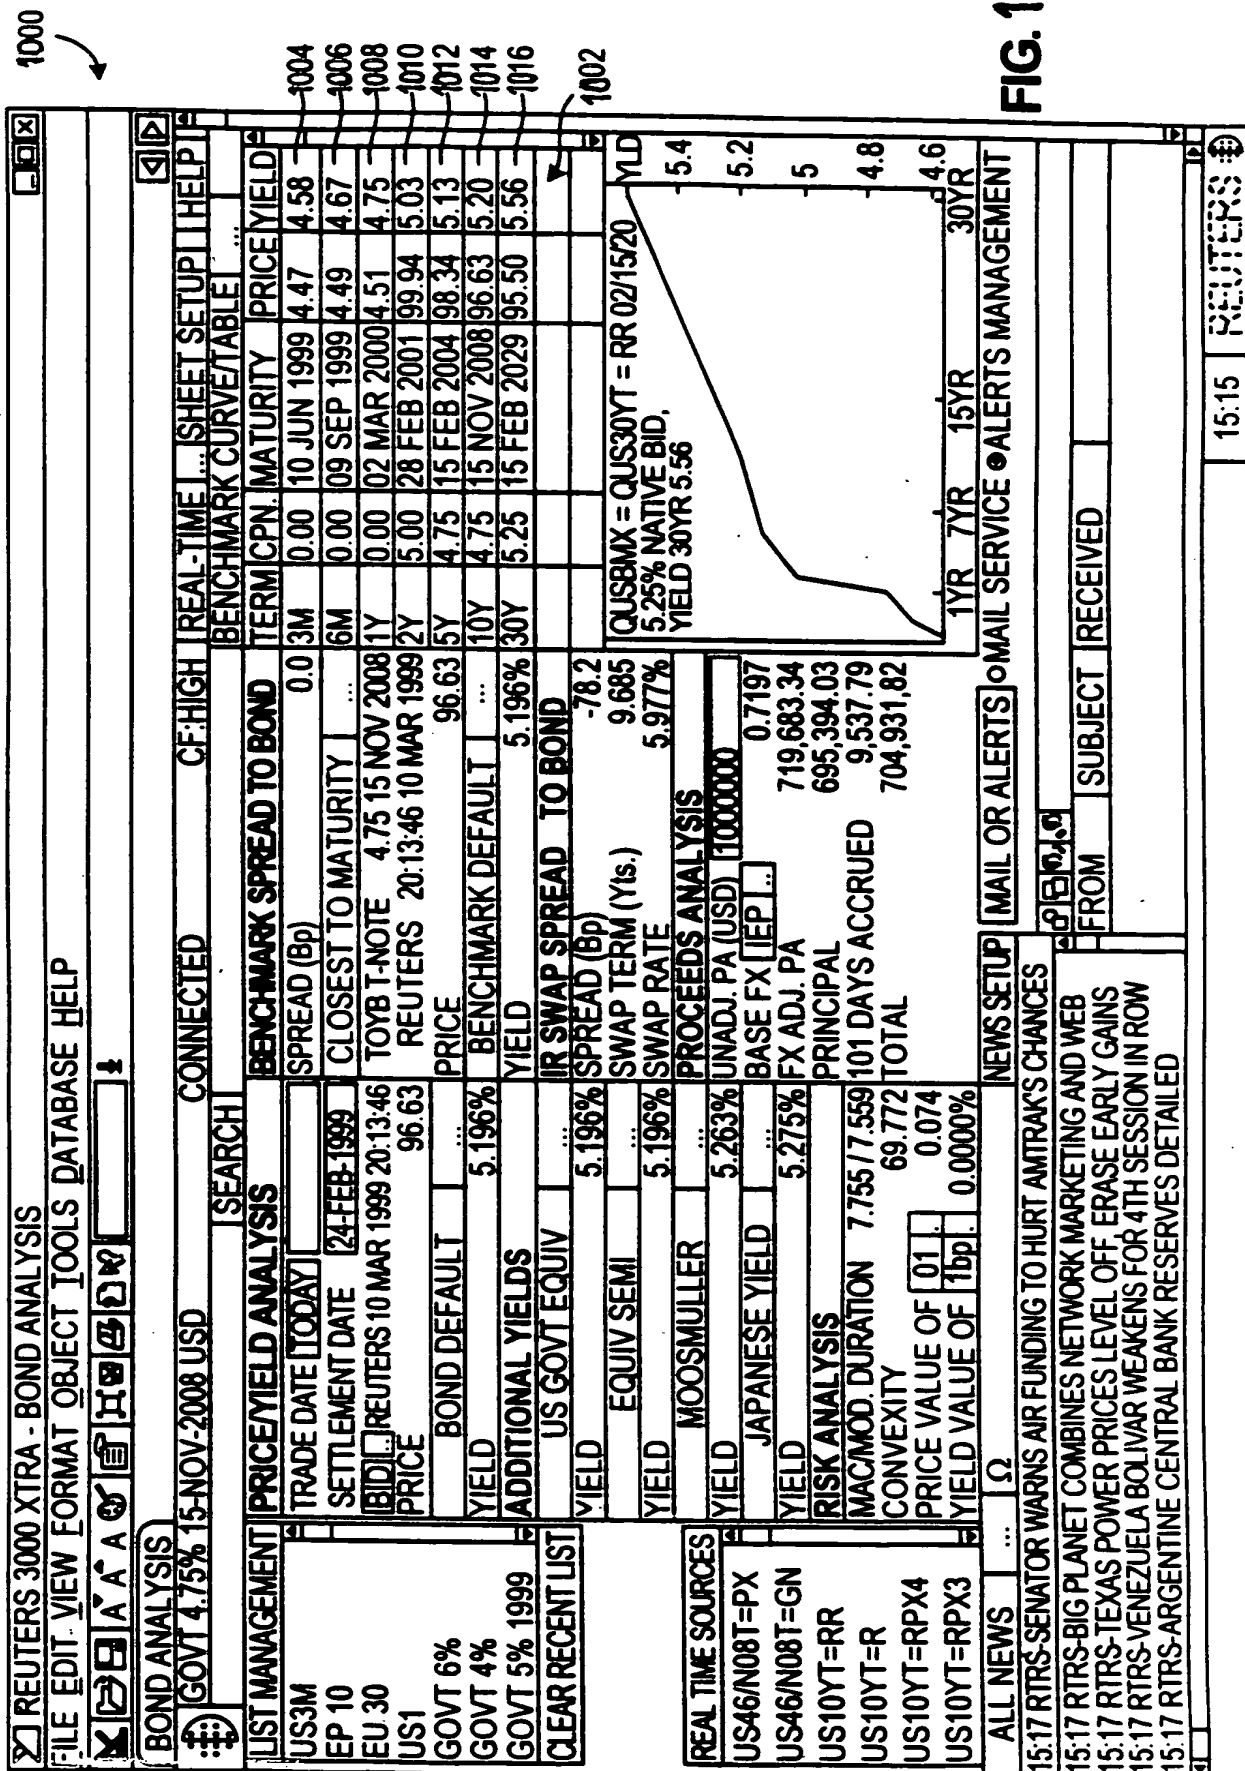 1000
REUTERS 3000 XTRA - BOND ANALYSIS
FILE EDIT VIEW FORMAT OBJECT TOOLS DATABASE HELP
A A A
BOND ANALYSIS
GOVT 4.75% 15-NOV-2008 USD CONNECTED CF:HIGH REAL-TIME ... SHEET SETUP HELP
SEARCH
LIST MANAGEMENT
US3M
EP 10
EU 30
US1
GOVT 6%
GOVT 4%
GOVT 5% 1999
CLEAR RECENT LIST
REAL TIME SOURCES
US46/N08T=PX
US46/N08T=GN
US10YT=RR
US10YT=R
US10YT=RPX4
US10YT=RPX3
PRICE/YIELD ANALYSIS
TRADE DATE TODAY
SETTLEMENT DATE 24-FEB-1999
BID ... REUTERS 10 MAR 1999 20:13:46
PRICE 96.63
BOND DEFAULT ...
YIELD 5.196%
ADDITIONAL YIELDS
US GOVT EQUIV ...
YIELD 5.196%
EQUIV SEMI ...
YIELD 5.196%
MOOSMULLER ...
YIELD 5.263%
JAPANESE YIELD ...
YIELD 5.275%
RISK ANALYSIS
MAC/MOD. DURATION 7.755 / 7.559
CONVEXITY 69.772
PRICE VALUE OF 01 . 0.074
YIELD VALUE OF 1bp . 0.0000%
BENCHMARK SPREAD TO BOND
SPREAD (Bp) 0.0
CLOSEST TO MATURITY ...
TOYB T-NOTE 4.75 15 NOV 2008
REUTERS 20:13:46 10 MAR 1999
PRICE 96.63
BENCHMARK DEFAULT ...
YIELD 5.196%
IR SWAP SPREAD TO BOND
SPREAD (Bp) -78.2
SWAP TERM (Yts.) 9.685
SWAP RATE 5.977%
PROCEEDS ANALYSIS
UNADJ. PA (USD) 1000000
BASE FX IEP ... 0.7197
FX ADJ. PA 719,683.34
PRINCIPAL 695,394.03
101 DAYS ACCRUED 9,537.79
TOTAL 704,931,82
BENCHMARK CURVE/TABLE ...
TERM CPN. MATURITY PRICE YIELD
3M 0.00 10 JUN 1999 4.47 4.58 1004
6M 0.00 09 SEP 1999 4.49 4.67 1006
1Y 0.00 02 MAR 2000 4.51 4.75 1008
2Y 5.00 28 FEB 2001 99.94 5.03 1010
5Y 4.75 15 FEB 2004 98.34 5.13 1012
10Y 4.75 15 NOV 2008 96.63 5.20 1014
30Y 5.25 15 FEB 2029 95.50 5.56 1016
1002
QUSBMX = QUS30YT = RR 02/15/20
5.25% NATIVE BID,
YIELD 30YR 5.56
YLD
5.4
5.2
5
4.8
4.6
1YR 7YR 15YR 30YR
ALL NEWS ... Ω NEWS SETUP
15:17 RTRS-SENATOR WARNS AIR FUNDING TO HURT AMTRAK'S CHANCES
15:17 RTRS-BIG PLANET COMBINES NETWORK MARKETING AND WEB
15:17 RTRS-TEXAS POWER PRICES LEVEL OFF, ERASE EARLY GAINS
15:17 RTRS-VENEZUELA BOLIVAR WEAKENS FOR 4TH SESSION IN ROW
15:17 RTRS-ARGENTINE CENTRAL BANK RESERVES DETAILED
MAIL OR ALERTS MAIL SERVICE ALERTS MANAGEMENT
FROM SUBJECT RECEIVED
15:15 REUTERS
FIG. 1